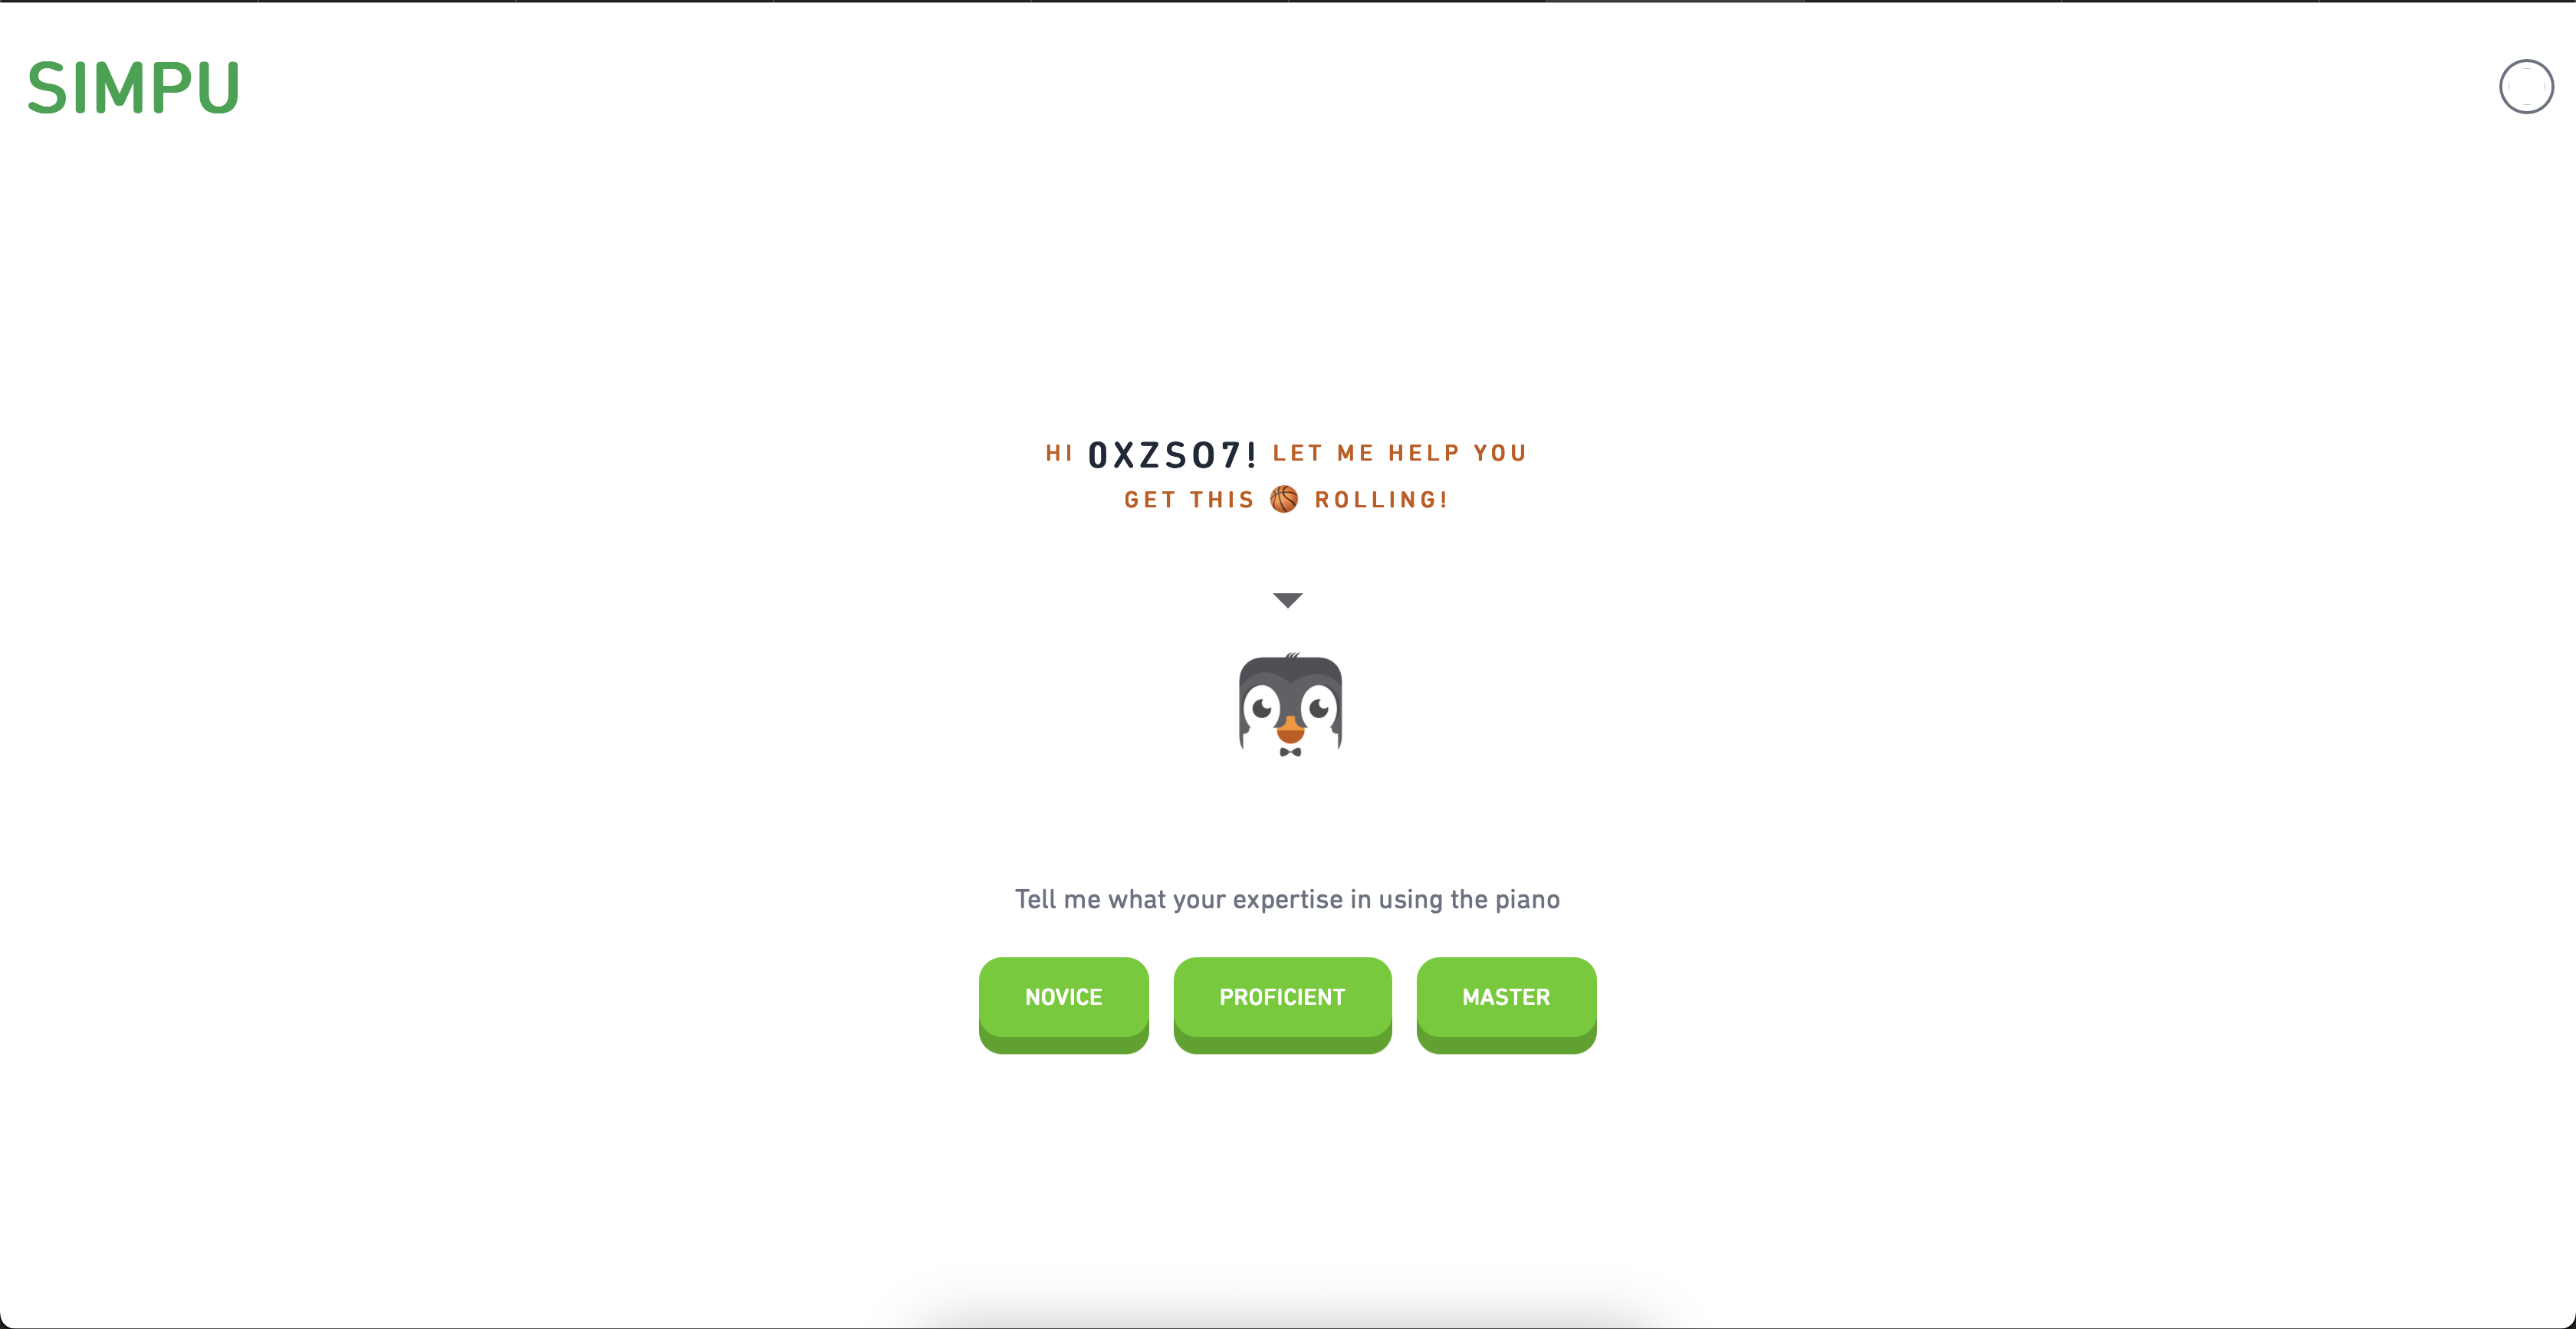 SIMPU
HI 0XZSO7! LET ME HELP YOU
GET THIS 🏀 ROLLING!
Tell me what your expertise in using the piano
NOVICE
PROFICIENT
MASTER